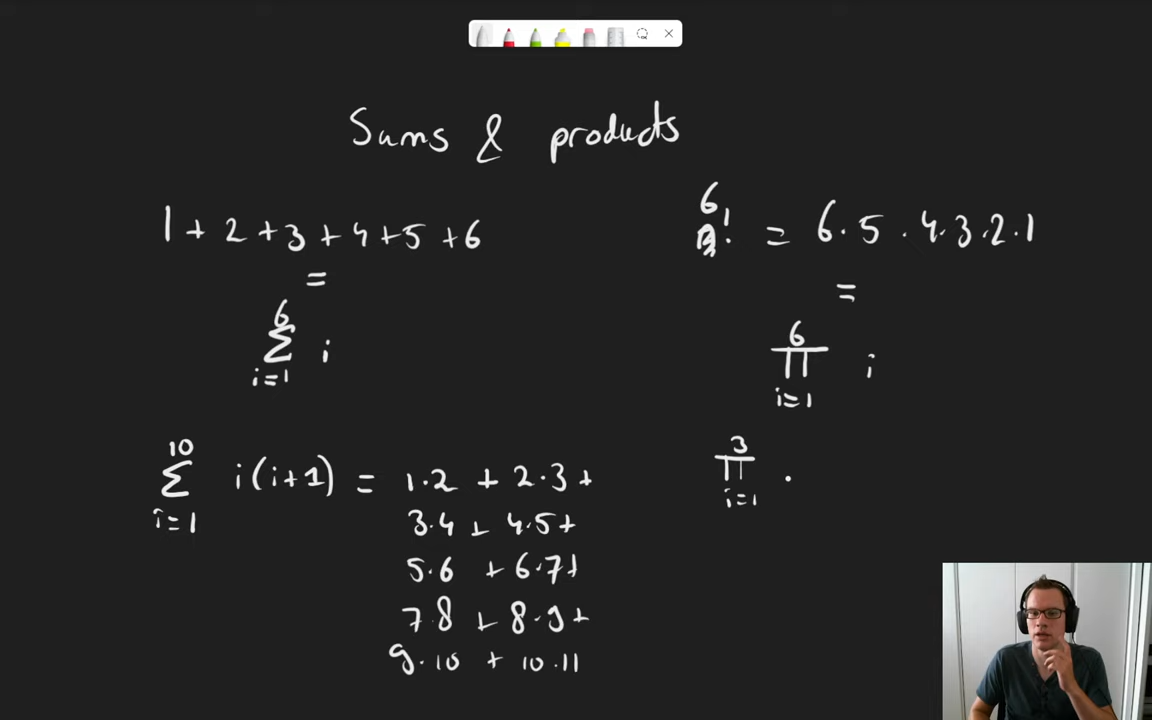 Sums & products
1 + 2 + 3 + 4 + 5 + 6
=
6
Σ i
i=1
6! = 6·5·4·3·2·1
=
6
∏ i
i=1
10
Σ i(i+1) = 1·2 + 2·3 +
i=1
3·4 + 4·5 +
5·6 + 6·7 +
7·8 + 8·9 +
9·10 + 10·11
3
∏
i=1